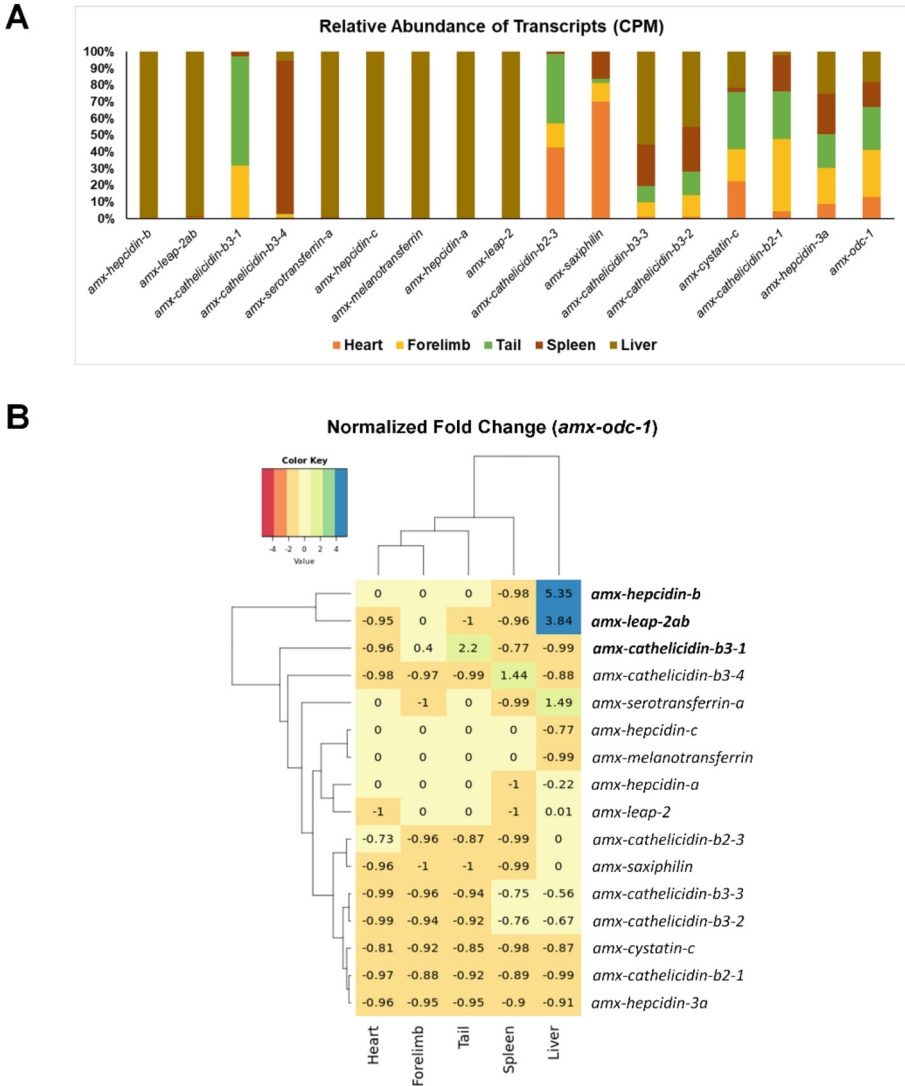 A
Relative Abundance of Transcripts (CPM)
100%
90%
80%
70%
60%
50%
40%
30%
20%
10%
0%
amx-hepcidin-b
amx-leap-2ab
amx-cathelicidin-b3-1
amx-cathelicidin-b3-4
amx-serotransferrin-a
amx-hepcidin-c
amx-melanotransferrin
amx-hepcidin-a
amx-leap-2
amx-cathelicidin-b2-3
amx-saxiphilin
amx-cathelicidin-b3-3
amx-cathelicidin-b3-2
amx-cystatin-c
amx-cathelicidin-b2-1
amx-hepcidin-3a
amx-odc-1
Heart Forelimb Tail Spleen Liver
B
Normalized Fold Change (amx-odc-1)
Color Key
-4 -2 0 2 4
Value
0 0 0 -0.98 5.35 amx-hepcidin-b
-0.95 0 -1 -0.96 3.84 amx-leap-2ab
-0.96 0.4 2.2 -0.77 -0.99 amx-cathelicidin-b3-1
-0.98 -0.97 -0.99 1.44 -0.88 amx-cathelicidin-b3-4
0 -1 0 -0.99 1.49 amx-serotransferrin-a
0 0 0 0 -0.77 amx-hepcidin-c
0 0 0 0 -0.99 amx-melanotransferrin
0 0 0 -1 -0.22 amx-hepcidin-a
-1 0 0 -1 0.01 amx-leap-2
-0.73 -0.96 -0.87 -0.99 0 amx-cathelicidin-b2-3
-0.96 -1 -1 -0.99 0 amx-saxiphilin
-0.99 -0.96 -0.94 -0.75 -0.56 amx-cathelicidin-b3-3
-0.99 -0.94 -0.92 -0.76 -0.67 amx-cathelicidin-b3-2
-0.81 -0.92 -0.85 -0.98 -0.87 amx-cystatin-c
-0.97 -0.88 -0.92 -0.89 -0.99 amx-cathelicidin-b2-1
-0.96 -0.95 -0.95 -0.9 -0.91 amx-hepcidin-3a
Heart Forelimb Tail Spleen Liver